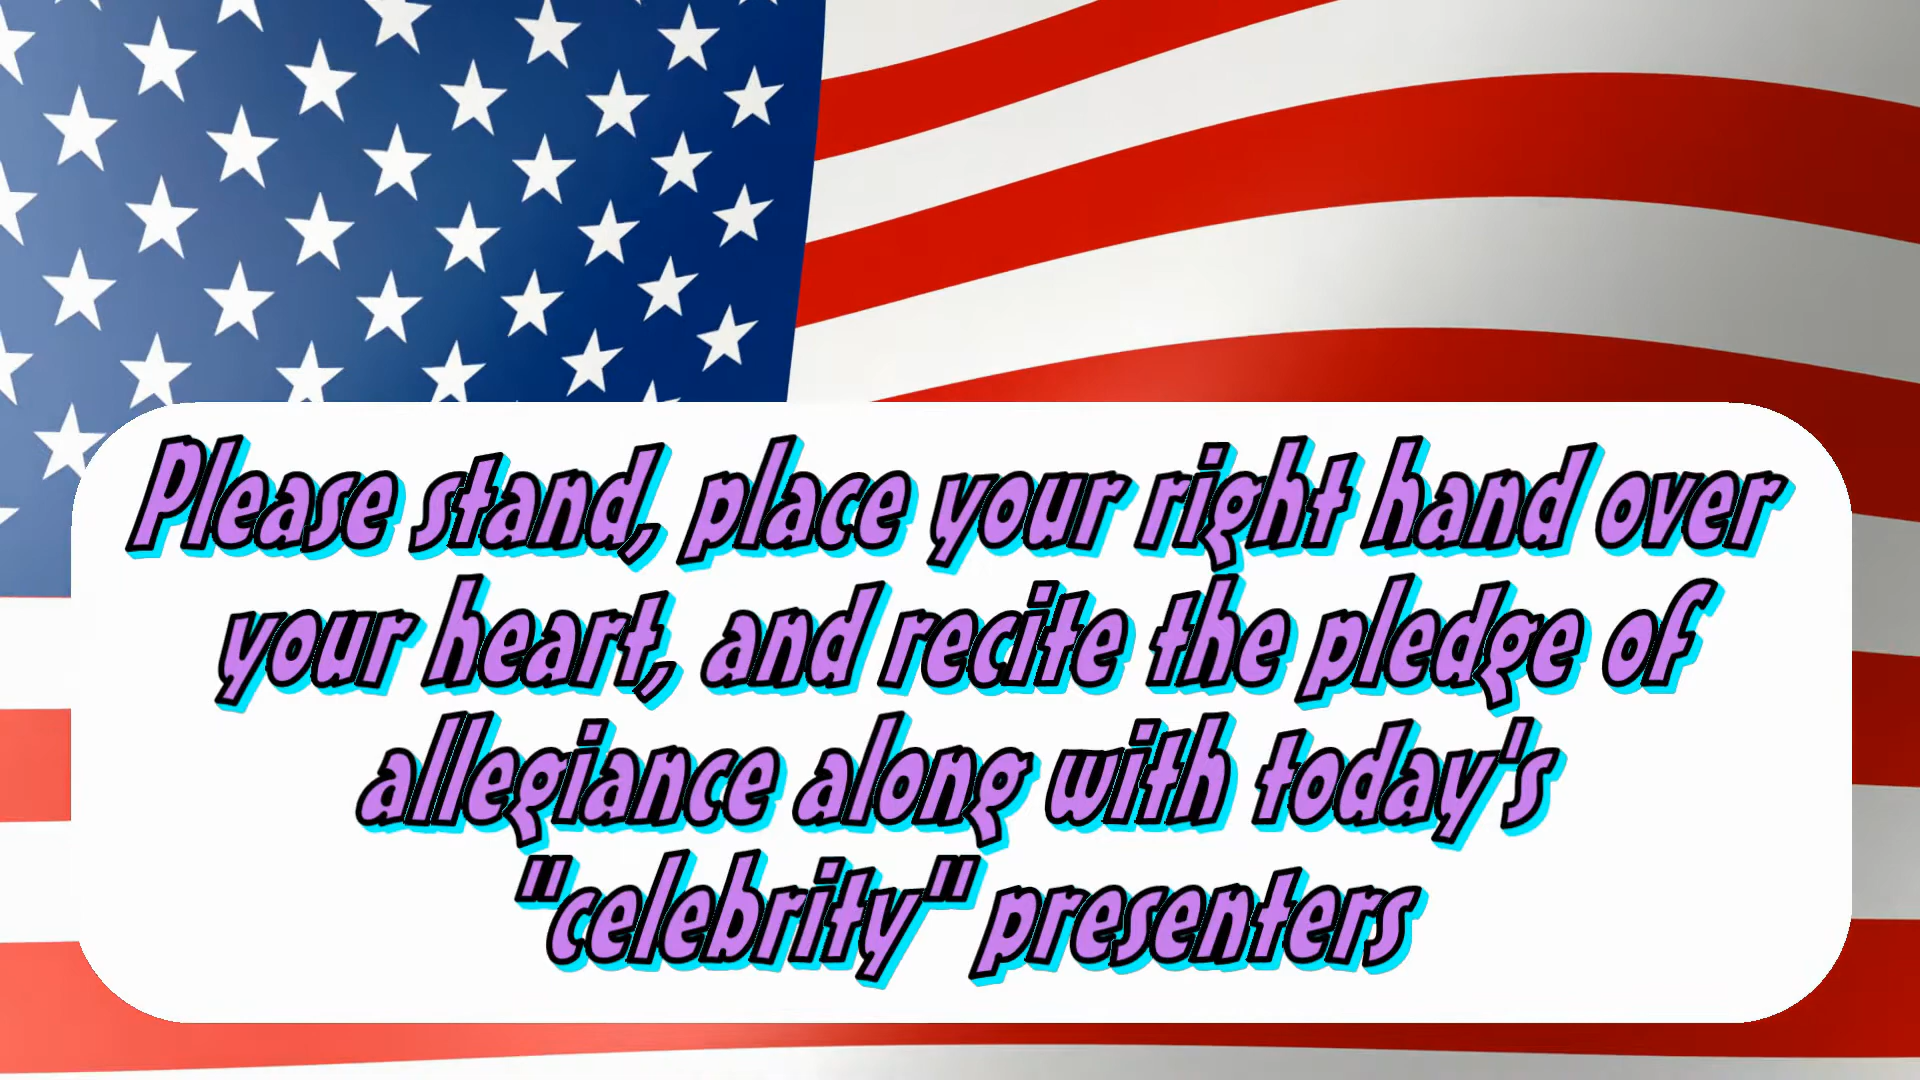 Please stand, place your right hand over
your heart, and recite the pledge of
allegiance along with today's
"celebrity" presenters